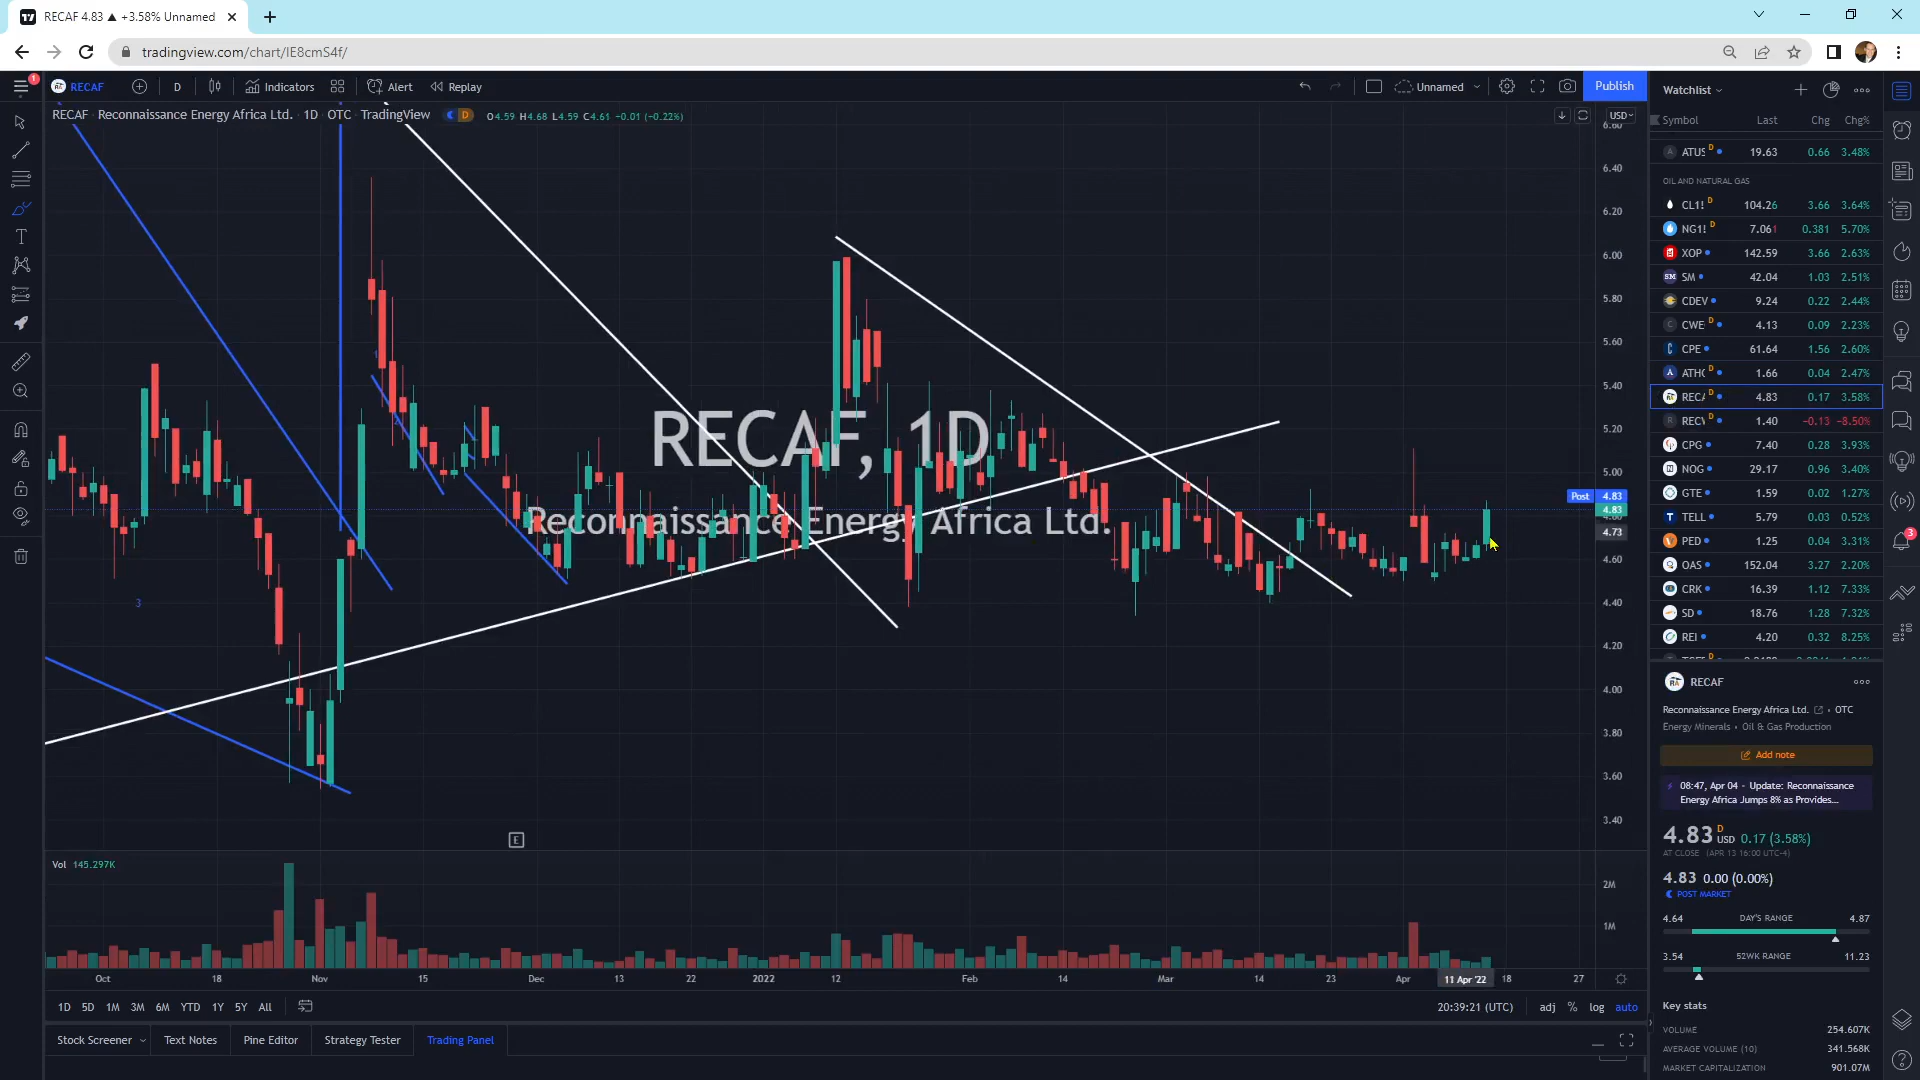 RECAF 4.83 ▲ +3.58% Unnamed
tradingview.com/chart/IE8cmS4f/
1
RECAF
D
Indicators
Alert
Replay
Unnamed
Publish
RECAF Reconnaissance Energy Africa Ltd. · 1D · OTC TradingView D O4.59 H4.68 L4.59 C4.61 −0.01 (−0.22%)
USD
6.60
6.40
6.20
6.00
5.80
5.60
5.40
5.20
5.00
Post 4.83
4.83
4.73
4.60
4.40
4.20
4.00
3.80
3.60
3.40
RECAF, 1D
Reconnaissance Energy Africa Ltd.
3
E
Vol 145.297K
2M
1M
Oct 18 Nov 15 Dec 13 22 2022 12 Feb 14 Mar 14 23 Apr 11 Apr '22 18 27
1D 5D 1M 3M 6M YTD 1Y 5Y All
20:39:21 (UTC) adj % log auto
Stock Screener Text Notes Pine Editor Strategy Tester Trading Panel
Watchlist
Symbol Last Chg Chg%
ATUS D 19.63 0.66 3.48%
OIL AND NATURAL GAS
CL1! D 104.26 3.66 3.64%
NG1! D 7.061 0.381 5.70%
XOP 142.59 3.66 2.63%
SM 42.04 1.03 2.51%
CDEV 9.24 0.22 2.44%
CWE D 4.13 0.09 2.23%
CPE 61.64 1.56 2.60%
ATHC D 1.66 0.04 2.47%
RECA D 4.83 0.17 3.58%
RECV D 1.40 −0.13 −8.50%
CPG 7.40 0.28 3.93%
NOG 29.17 0.96 3.40%
GTE 1.59 0.02 1.27%
TELL 5.79 0.03 0.52%
PED 1.25 0.04 3.31%
OAS 152.04 3.27 2.20%
CRK 16.39 1.12 7.33%
SD 18.76 1.28 7.32%
REI 4.20 0.32 8.25%
RECAF
Reconnaissance Energy Africa Ltd. · OTC
Energy Minerals · Oil & Gas Production
Add note
08:47, Apr 04 - Update: Reconnaissance
Energy Africa Jumps 8% as Provides...
4.83 D USD 0.17 (3.58%)
AT CLOSE (APR 13 16:00 UTC-4)
4.83 0.00 (0.00%)
POST MARKET
4.64 DAY'S RANGE 4.87
3.54 52WK RANGE 11.23
Key stats
VOLUME 254.607K
AVERAGE VOLUME (10) 341.568K
MARKET CAPITALIZATION 901.07M
3